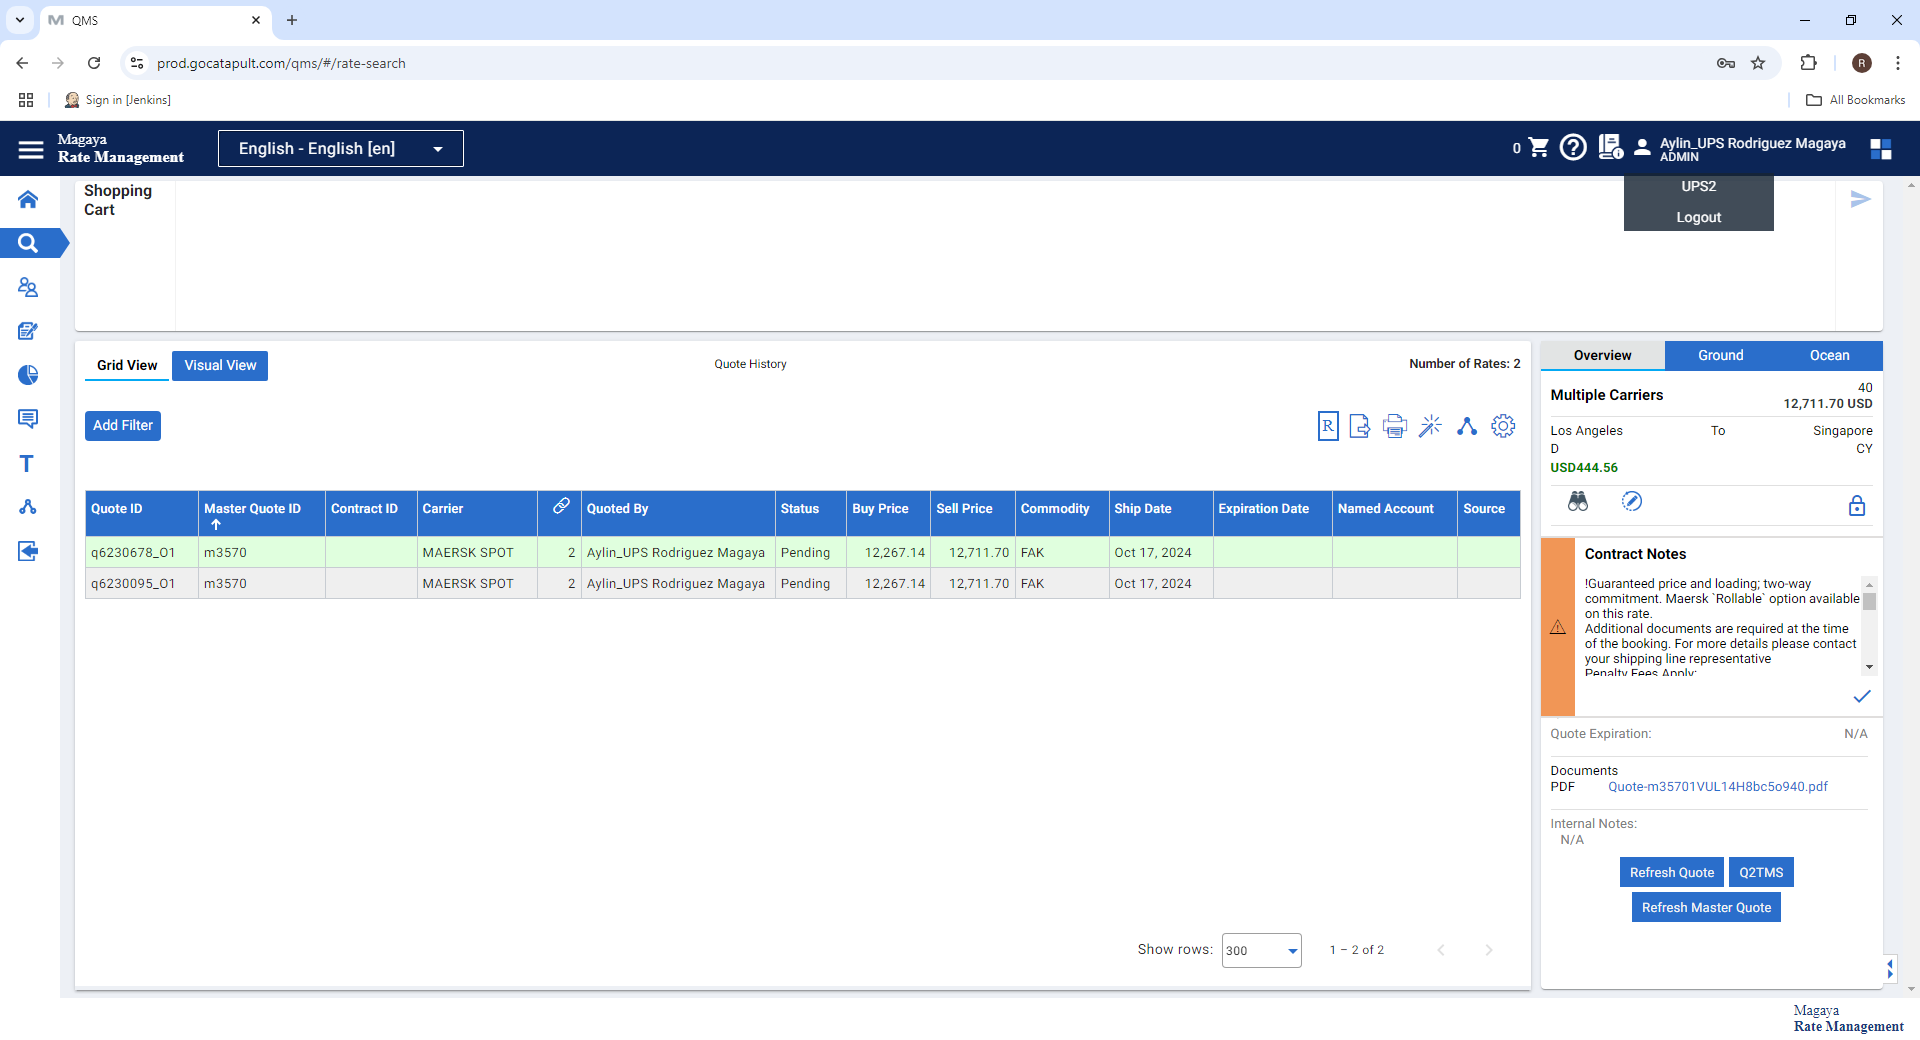 QMS
prod.gocatapult.com/qms/#/rate-search
R
Sign in [Jenkins]
All Bookmarks
Magaya
Rate Management
English - English [en]
0
Aylin_UPS Rodriguez Magaya
ADMIN
UPS2
Logout
Shopping
Cart
T
Grid View
Visual View
Quote History
Number of Rates: 2
Add Filter
R
Quote ID Master Quote ID Contract ID Carrier Quoted By Status Buy Price Sell Price Commodity Ship Date Expiration Date Named Account Source
q6230678_O1 m3570 MAERSK SPOT 2 Aylin_UPS Rodriguez Magaya Pending 12,267.14 12,711.70 FAK Oct 17, 2024
q6230095_O1 m3570 MAERSK SPOT 2 Aylin_UPS Rodriguez Magaya Pending 12,267.14 12,711.70 FAK Oct 17, 2024
Show rows: 300 1 – 2 of 2
Overview Ground Ocean
Multiple Carriers 40
12,711.70 USD
Los Angeles To Singapore
D CY
USD444.56
Contract Notes
!Guaranteed price and loading; two-way
commitment. Maersk `Rollable` option available
on this rate.
Additional documents are required at the time
of the booking. For more details please contact
your shipping line representative
Penalty Fees Apply:
Quote Expiration: N/A
Documents
PDF Quote-m35701VUL14H8bc5o940.pdf
Internal Notes:
N/A
Refresh Quote Q2TMS
Refresh Master Quote
Magaya
Rate Management